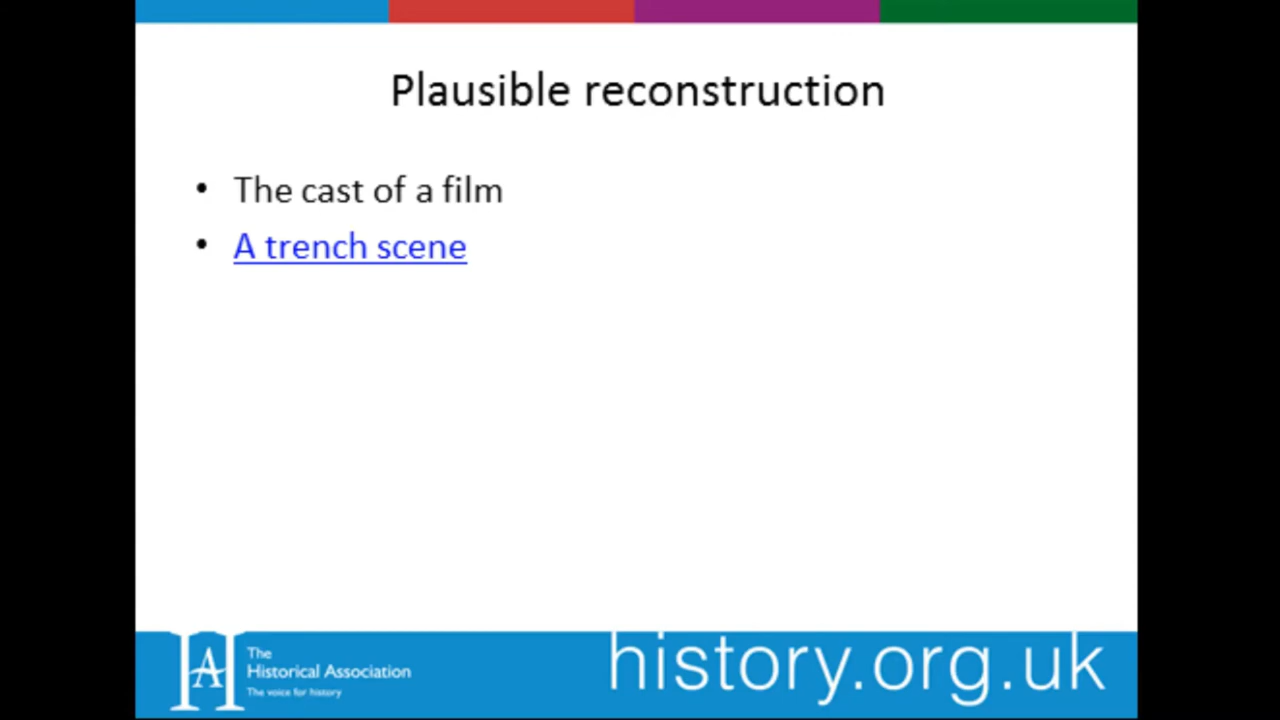 Plausible reconstruction
• The cast of a film
• A trench scene
The
Historical Association
The voice for history
history.org.uk